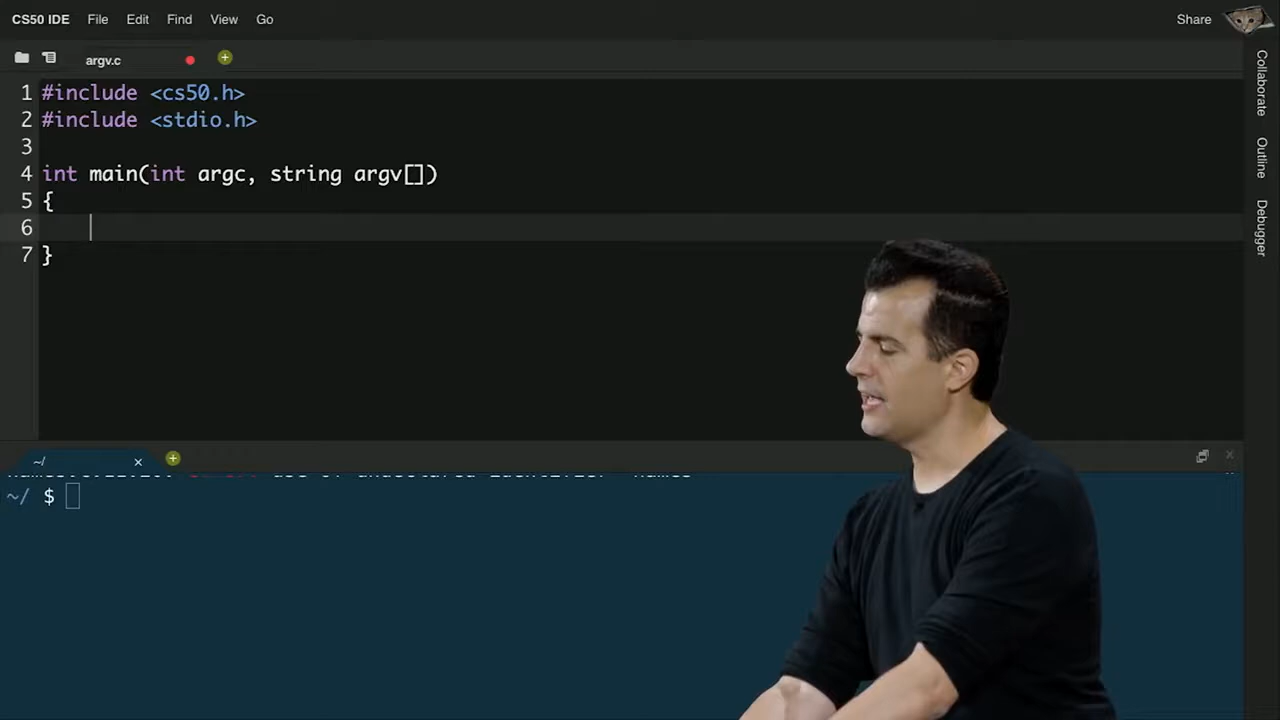 CS50 IDE File Edit Find View Go Share
argv.c
1 #include <cs50.h>
2 #include <stdio.h>
3
4 int main(int argc, string argv[])
5 {
6
7 }
~/
~/ $
Collaborate
Outline
Debugger